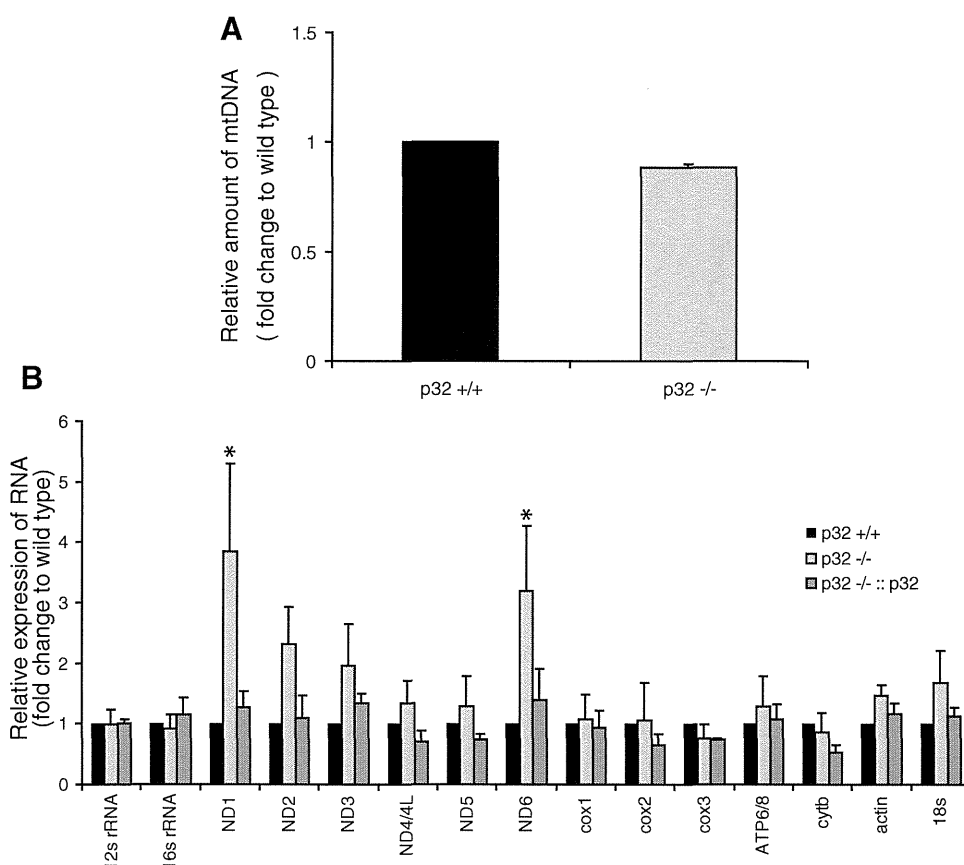 A
Relative amount of mtDNA
( fold change to wild type )
1.5
1
0.5
0
p32 +/+
p32 -/-
B
Relative expression of RNA
(fold change to wild type)
6
5
4
3
2
1
0
*
*
p32 +/+
p32 -/-
p32 -/- :: p32
2s rRNA
6s rRNA
ND1
ND2
ND3
ND4/4L
ND5
ND6
cox1
cox2
cox3
ATP6/8
cytb
actin
18s